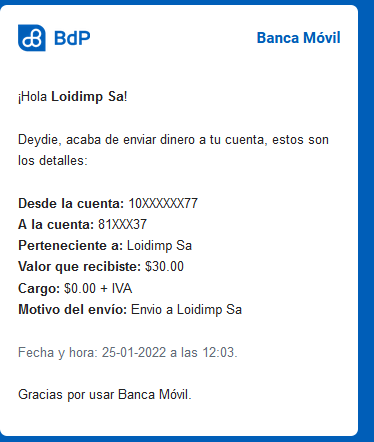 BdP
Banca Móvil
¡Hola Loidimp Sa!
Deydie, acaba de enviar dinero a tu cuenta, estos son
los detalles:
Desde la cuenta: 10XXXXXX77
A la cuenta: 81XXX37
Perteneciente a: Loidimp Sa
Valor que recibiste: $30.00
Cargo: $0.00 + IVA
Motivo del envío: Envio a Loidimp Sa
Fecha y hora: 25-01-2022 a las 12:03.
Gracias por usar Banca Móvil.